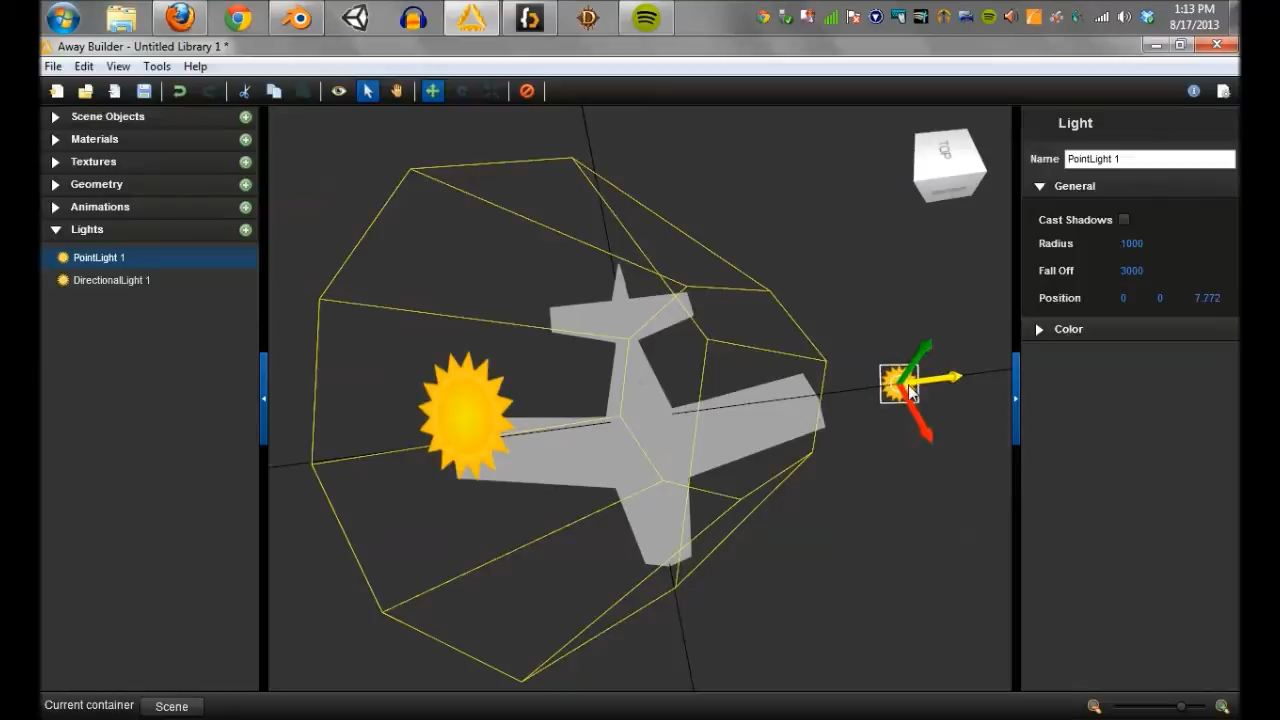 1:13 PM
8/17/2013
Away Builder - Untitled Library 1 *
File Edit View Tools Help
Scene Objects
Materials
Textures
Geometry
Animations
Lights
PointLight 1
DirectionalLight 1
TOP
Light
Name PointLight 1
General
Cast Shadows
Radius 1000
Fall Off 3000
Position 0 0 7.772
Color
Current container Scene